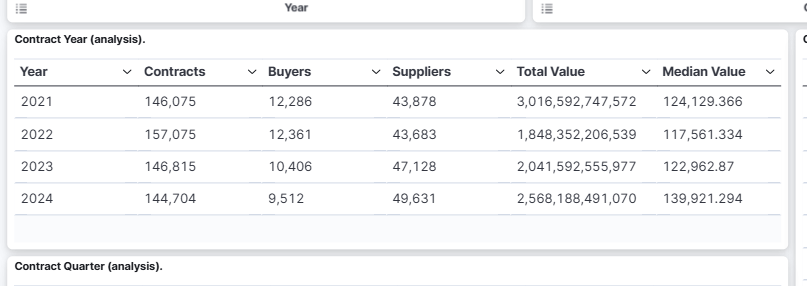 Year
Contract Year (analysis).
Year Contracts Buyers Suppliers Total Value Median Value
2021 146,075 12,286 43,878 3,016,592,747,572 124,129.366
2022 157,075 12,361 43,683 1,848,352,206,539 117,561.334
2023 146,815 10,406 47,128 2,041,592,555,977 122,962.87
2024 144,704 9,512 49,631 2,568,188,491,070 139,921.294
Contract Quarter (analysis).